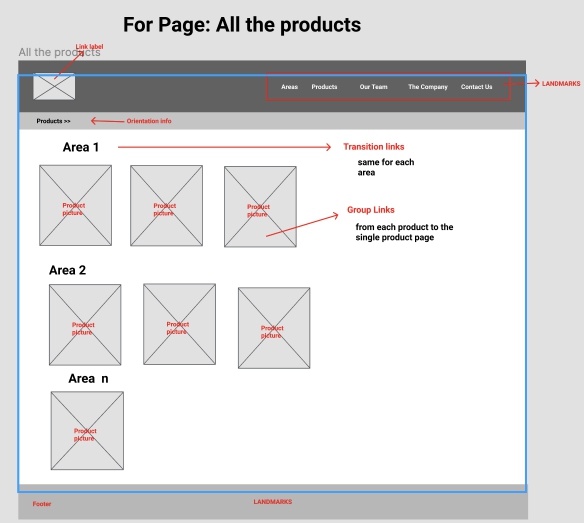 For Page: All the products
All the products
Link label
Areas Products Our Team The Company Contact Us
LANDMARKS
Products >>
Orientation info
Area 1
Transition links
same for each
area
Product
picture
Product
picture
Product
picture
Group Links
from each product to the
single product page
Area 2
Product
picture
Product
picture
Product
picture
Area n
Product
picture
Footer
LANDMARKS